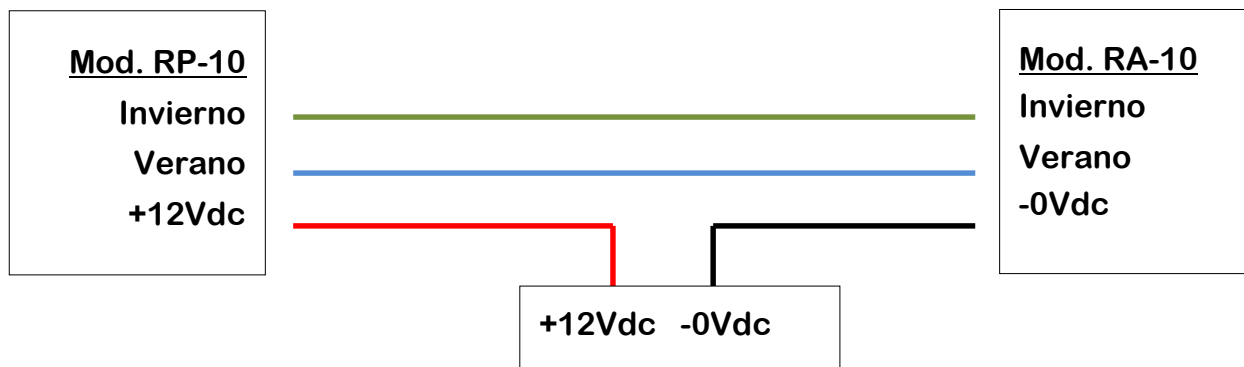 Mod. RP-10
Invierno
Verano
+12Vdc
Mod. RA-10
Invierno
Verano
-0Vdc
+12Vdc -0Vdc